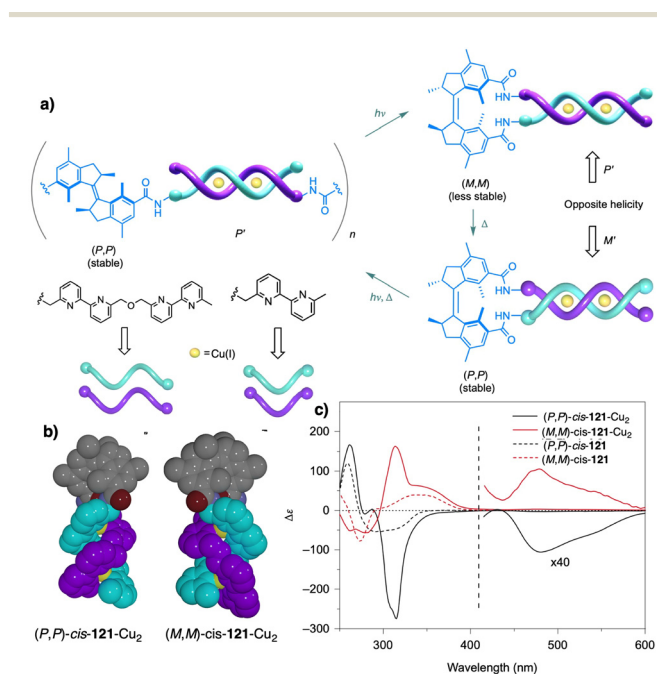 a)
hν
(M,M)
(less stable)
P'
Opposite helicity
M'
Δ
hν, Δ
(P,P)
(stable)
P'
n
(P,P)
(stable)
O
HN
O
HN
O
N
H
H
N
O
O
HN
O
HN
N
N
O
N
N
N
N
=Cu(I)
b)
(P,P)-cis-121-Cu₂
(M,M)-cis-121-Cu₂
c)
(P,P)-cis-121-Cu₂
(M,M)-cis-121-Cu₂
(P,P)-cis-121
(M,M)-cis-121
200
100
0
−100
−200
−300
Δε
x40
300
400
500
600
Wavelength (nm)